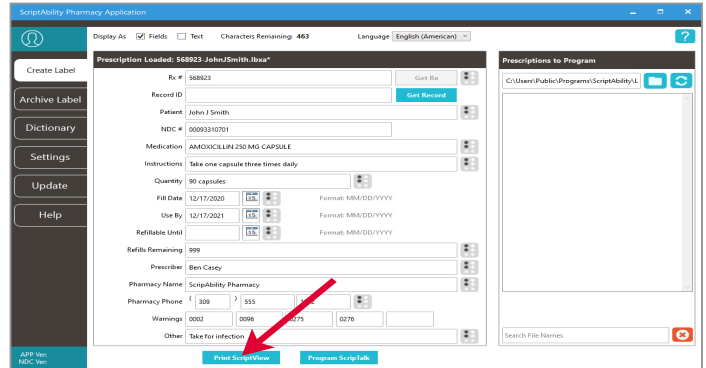 ScriptAbility Pharmacy Application
Display As Fields Text Characters Remaining: 463 Language English (American) ?
Create Label
Archive Label
Dictionary
Settings
Update
Help
APP Ver:
NDC Ver:
Prescription Loaded: 568923-JohnJSmith.lbxa*
Rx # 568923 Get Rx
Record ID Get Record
Patient John J Smith
NDC # 00093310701
Medication AMOXICILLIN 250 MG CAPSULE
Instructions Take one capsule three times daily
Quantity 90 capsules
Fill Date 12/17/2020 15 Format: MM/DD/YYYY
Use By 12/17/2021 15 Format: MM/DD/YYYY
Refillable Until 15 Format: MM/DD/YYYY
Refills Remaining 999
Prescriber Ben Casey
Pharmacy Name ScripAbility Pharmacy
Pharmacy Phone ( 309 ) 555
Warnings 0002 0096 0275 0276
Other Take for infection
Print ScriptView Program ScripTalk
Prescriptions to Program
C:\Users\Public\Programs\ScriptAbility\L
Search File Names